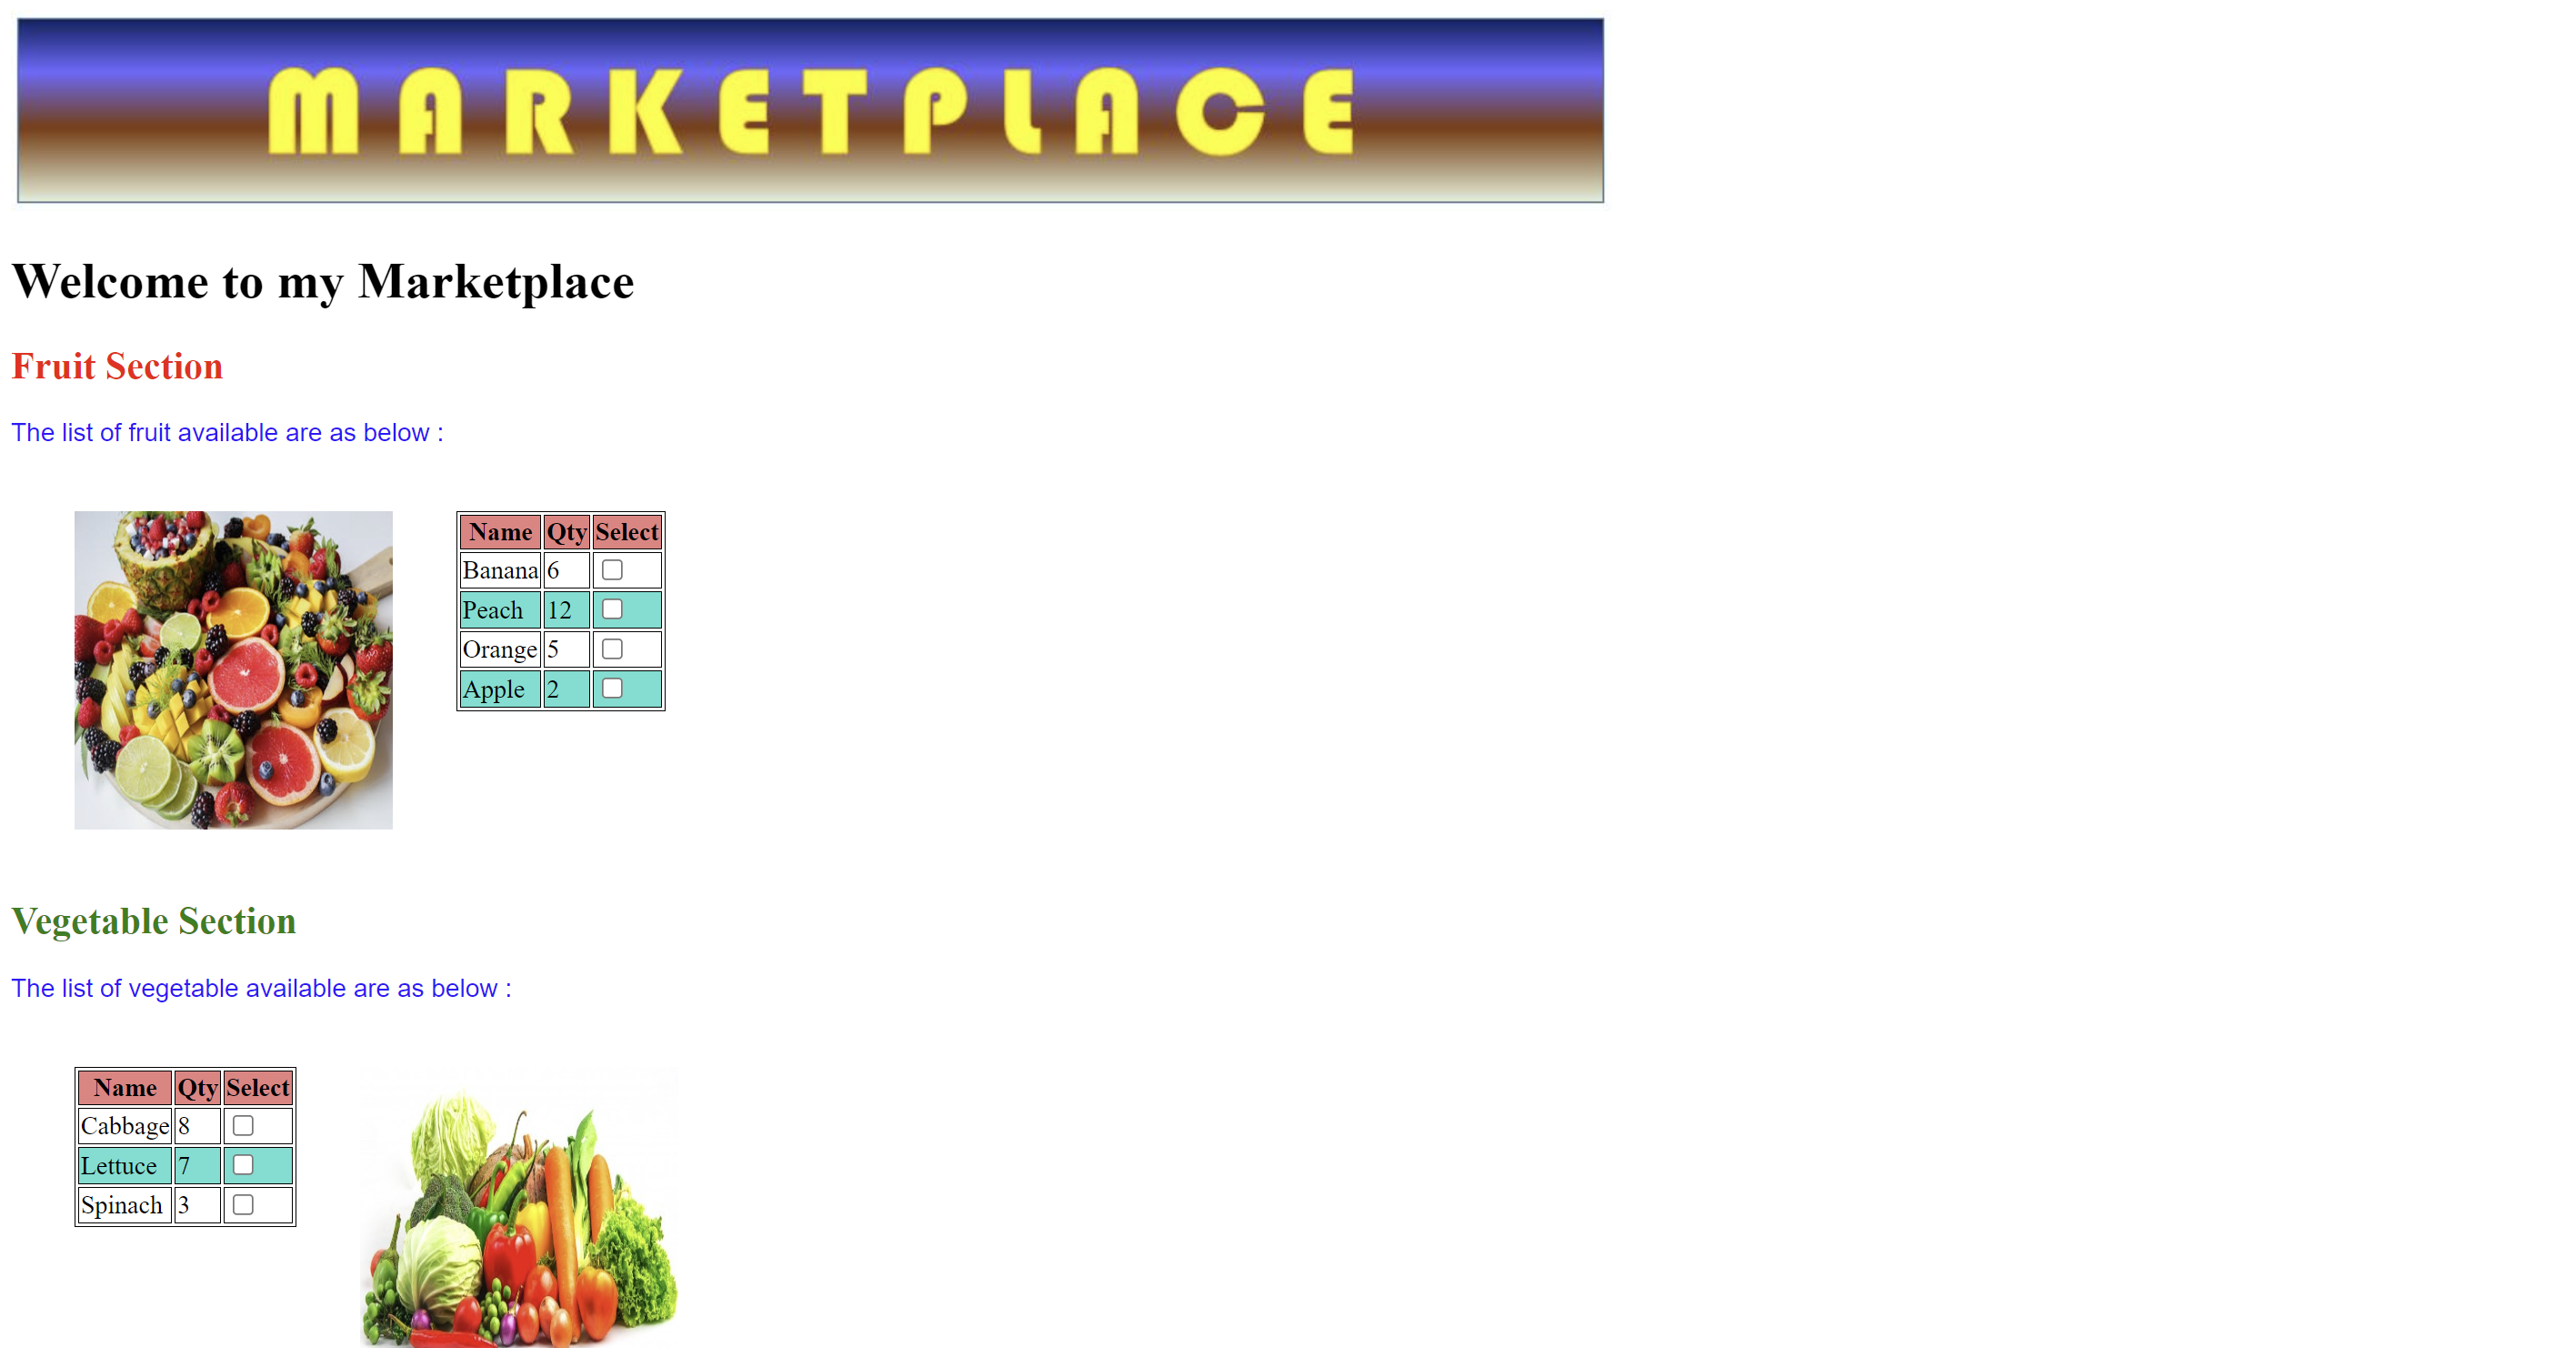 MARKETPLACE
Welcome to my Marketplace
Fruit Section
The list of fruit available are as below :
Name Qty Select
Banana 6
Peach 12
Orange 5
Apple 2
Vegetable Section
The list of vegetable available are as below :
Name Qty Select
Cabbage 8
Lettuce 7
Spinach 3